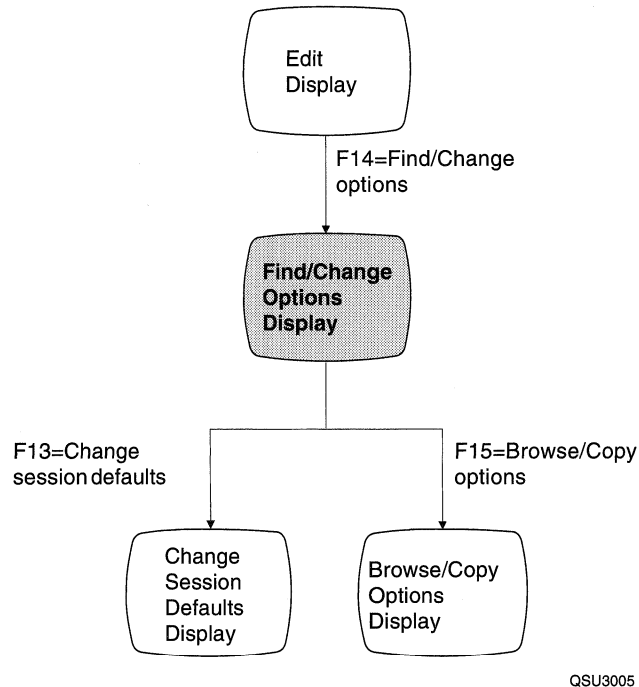 Edit
Display
F14=Find/Change
options
Find/Change
Options
Display
F13=Change
session defaults
F15=Browse/Copy
options
Change
Session
Defaults
Display
Browse/Copy
Options
Display
QSU3005